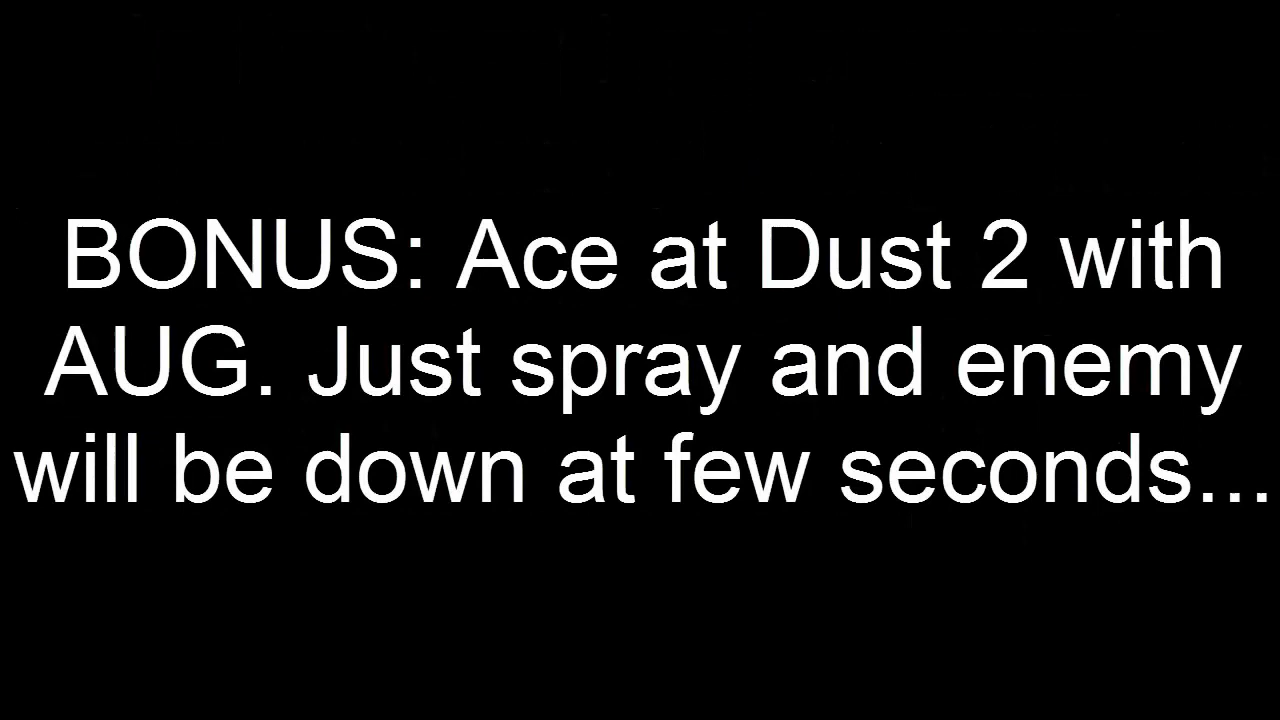 BONUS: Ace at Dust 2 with
AUG. Just spray and enemy
will be down at few seconds...